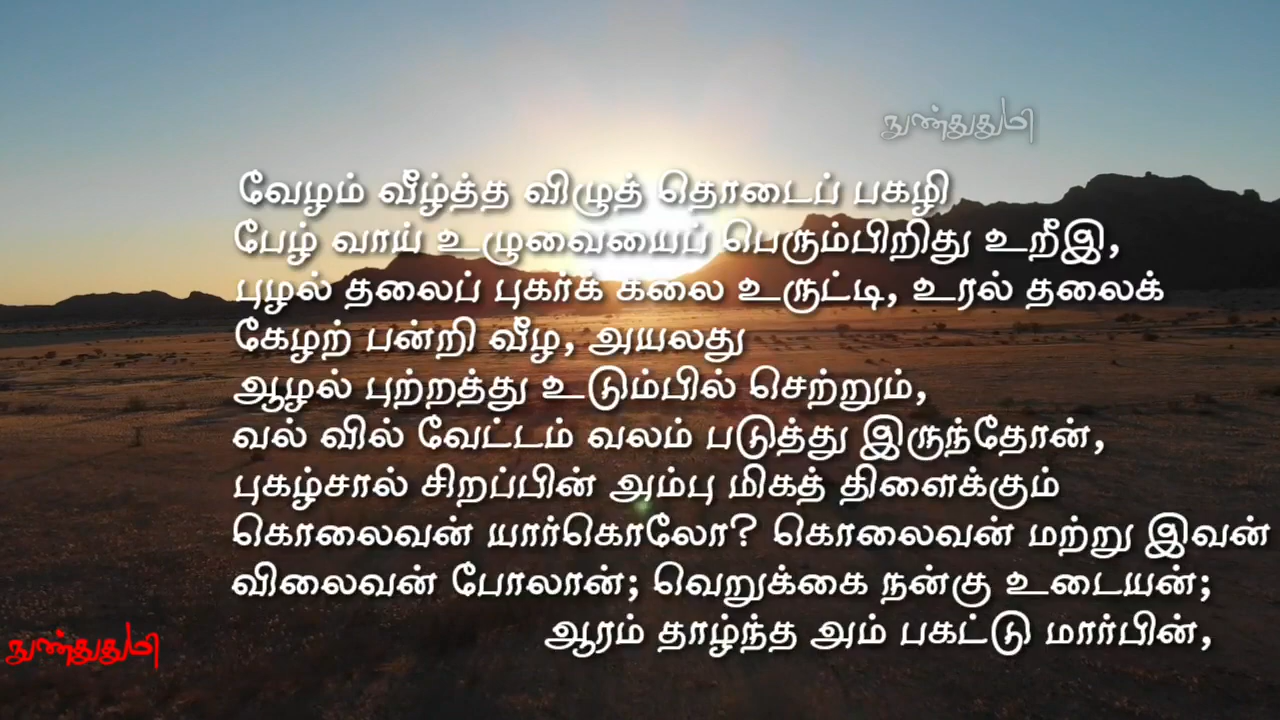 நுண்துதுமி
வேழம் வீழ்த்த விழுத் தொடைப் பகழி
பேழ் வாய் உழுவையைப் பெரும்பிறிது உறீஇ,
புழல் தலைப் புகர்க் கலை உருட்டி, உரல் தலைக்
கேழற் பன்றி வீழ, அயலது
ஆழல் புற்றத்து உடும்பில் செற்றும்,
வல் வில் வேட்டம் வலம் படுத்து இருந்தோன்,
புகழ்சால் சிறப்பின் அம்பு மிகத் திளைக்கும்
கொலைவன் யார்கொலோ? கொலைவன் மற்று இவன்
விலைவன் போலான்; வெறுக்கை நன்கு உடையன்;
ஆரம் தாழ்ந்த அம் பகட்டு மார்பின்,
நுண்துதுமி